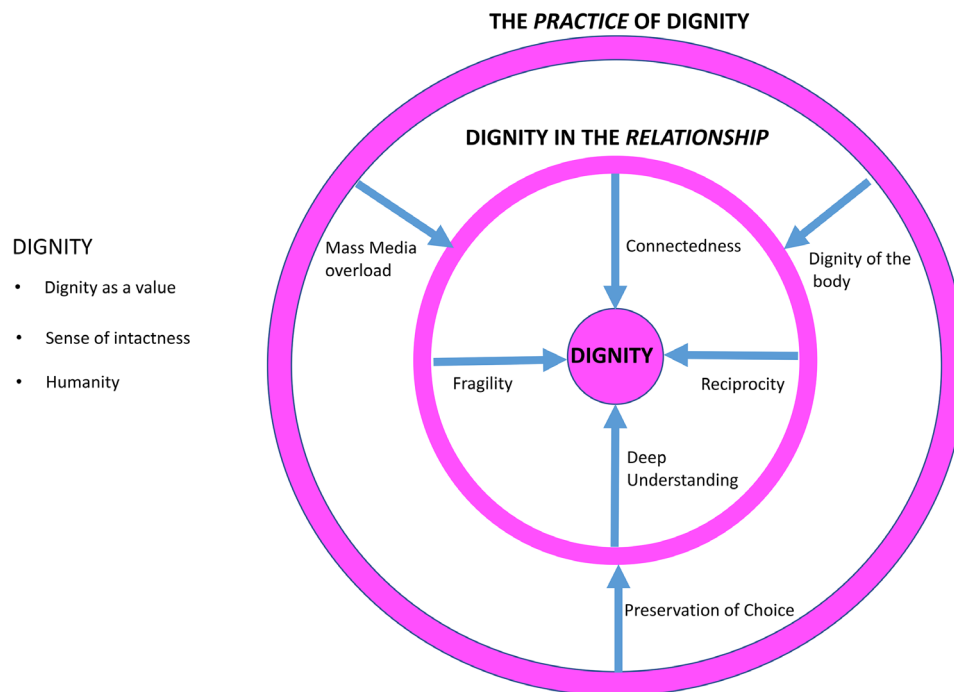 THE PRACTICE OF DIGNITY
DIGNITY IN THE RELATIONSHIP
Mass Media
overload
Connectedness
Dignity of the
body
DIGNITY
• Dignity as a value
• Sense of intactness
• Humanity
DIGNITY
Fragility
Reciprocity
Deep
Understanding
Preservation of Choice